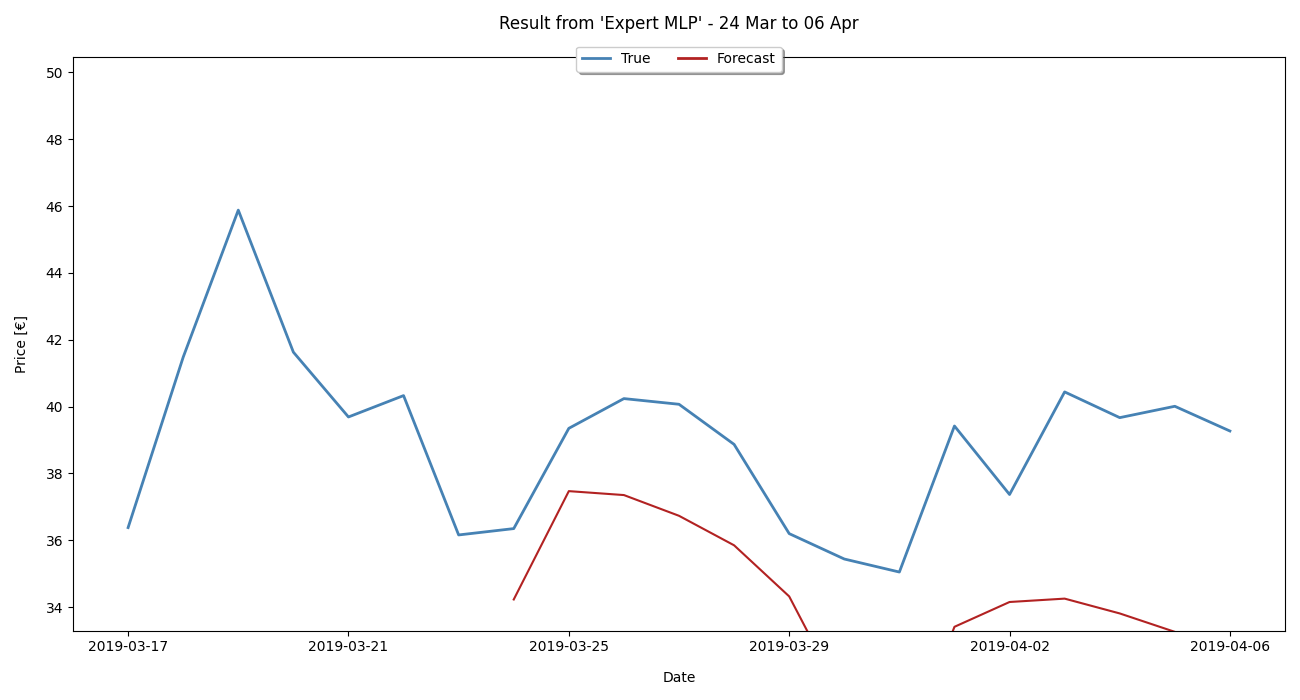 Result from 'Expert MLP' - 24 Mar to 06 Apr
True Forecast
50
48
46
44
42
40
38
36
34
Price [€]
2019-03-17 2019-03-21 2019-03-25 2019-03-29 2019-04-02 2019-04-06
Date